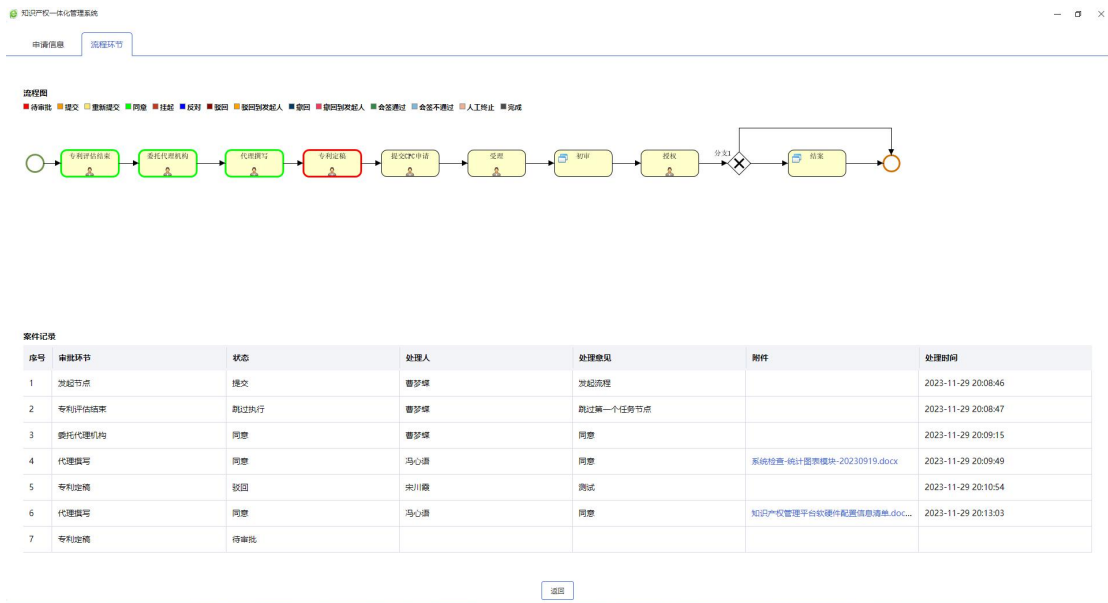 知识产权一体化管理系统
申请信息 流程环节
流程图
待审批 提交 重新提交 同意 挂起 反对 驳回 驳回到发起人 撤回 撤回到发起人 会签通过 会签不通过 人工终止 完成
专利评估结束 委托代理机构 代理撰写 专利定稿 提交CPC申请 受理 初审 授权 分支1 结案
案件记录
序号 审批环节 状态 处理人 处理意见 附件 处理时间
1 发起节点 提交 曹梦蝶 发起流程 2023-11-29 20:08:46
2 专利评估结束 跳过执行 曹梦蝶 跳过第一个任务节点 2023-11-29 20:08:47
3 委托代理机构 同意 曹梦蝶 同意 2023-11-29 20:09:15
4 代理撰写 同意 冯心语 同意 系统检查-统计图表模块-20230919.docx 2023-11-29 20:09:49
5 专利定稿 驳回 宋川霞 测试 2023-11-29 20:10:54
6 代理撰写 同意 冯心语 同意 知识产权管理平台软硬件配置信息清单.doc... 2023-11-29 20:13:03
7 专利定稿 待审批
返回